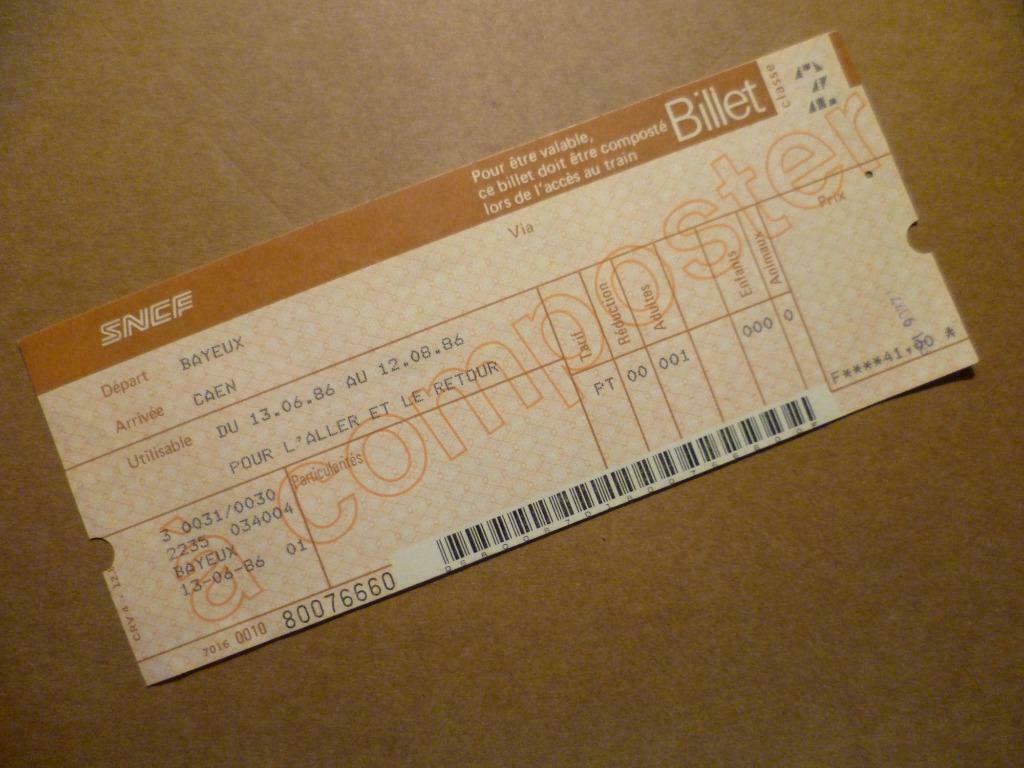 SNCF
Pour être valable,
ce billet doit être composté
lors de l'accès au train
Billet
classe
2
Départ BAYEUX
Via
Arrivée CAEN
Utilisable DU 13.06.86 AU 12.08.86
POUR L'ALLER ET LE RETOUR
Particularités
Tarif
Réduction
Adultes
Enfants
Animaux
Prix
PT 00 001 000 0
F****41,00 *
3 0031/0030
2235 034004
BAYEUX 01
13-06-86
à composter
7016 0010 80076660